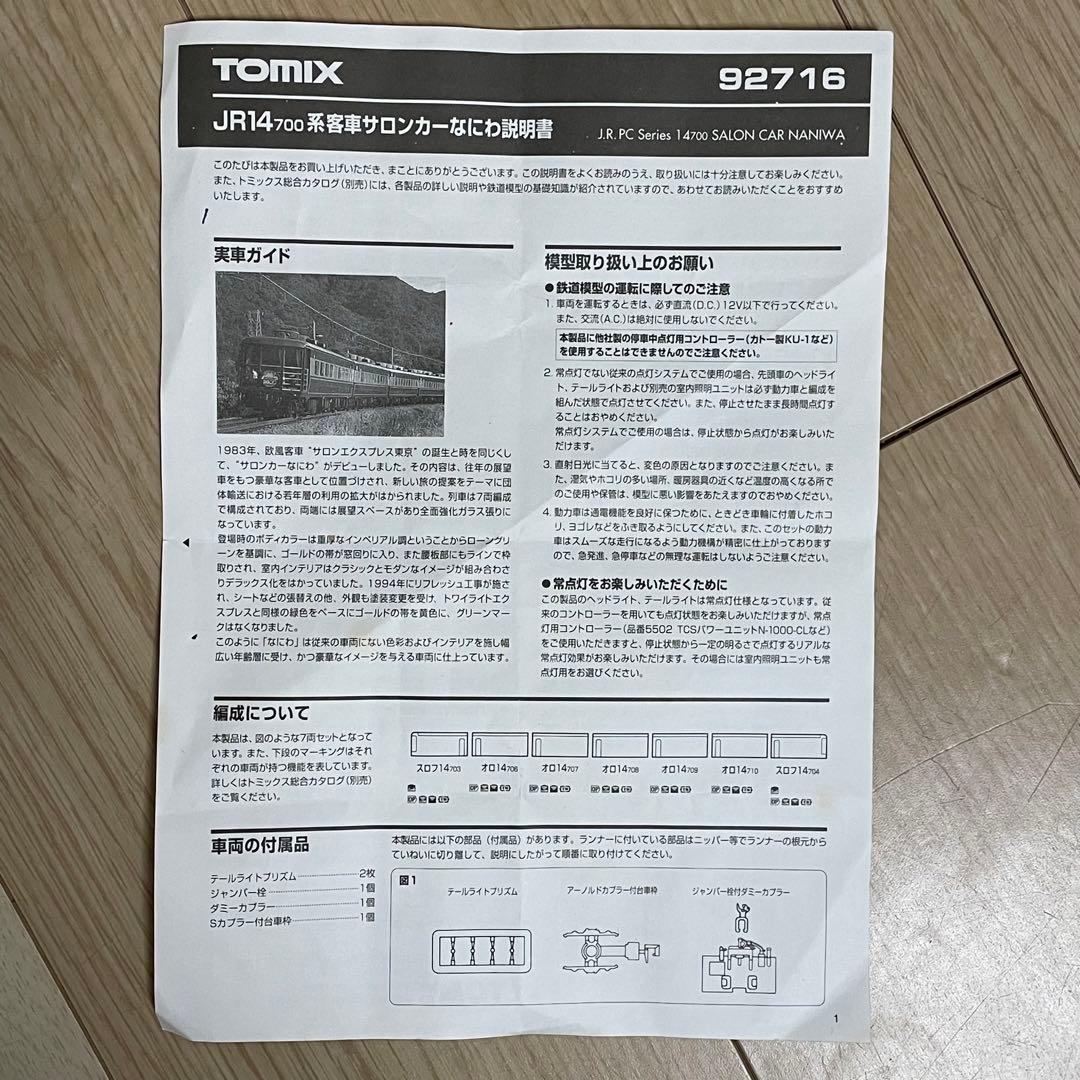 TOMIX
92716
JR14700系客車サロンカーなにわ説明書
J.R. PC Series 14700 SALON CAR NANIWA
このたびは本製品をお買い上げいただき、まことにありがとうございます。この説明書をよくお読みのうえ、取り扱いには十分注意してお楽しみください。
また、トミックス総合カタログ(別売)には、各製品の詳しい説明や鉄道模型の基礎知識が紹介されていますので、あわせてお読みいただくことをおすすめ
いたします。
実車ガイド
1983年、欧風客車“サロンエクスプレス東京”の誕生と時を同じくし
て、“サロンカーなにわ”がデビューしました。その内容は、往年の展望
車をもつ豪華な客車として位置づけされ、新しい旅の提案をテーマに団
体輸送における若年層の利用の拡大がはかられました。列車は7両編成
で構成されており、両端には展望スペースがあり全面強化ガラス張りに
なっています。
登場時のボディカラーは重厚なインペリアル調ということからローングリ
ーンを基調に、ゴールドの帯が窓回りに入り、また腰板部にもラインで枠
取りされ、室内インテリアはクラシックとモダンなイメージが組み合わさ
りデラックス化をはかっていました。1994年にリフレッシュ工事が施さ
れ、シートなどの張替えの他、外観も塗装変更を受け、トワイライトエク
スプレスと同様の緑色をベースにゴールドの帯を黄色に、グリーンマー
クはなくなりました。
このように「なにわ」は従来の車両にない色彩およびインテリアを施し幅
広い年齢層に受け、かつ豪華なイメージを与える車両に仕上っています。
模型取り扱い上のお願い
●鉄道模型の運転に際してのご注意
1. 車両を運転するときは、必ず直流(D.C.)12V以下で行ってください。
また、交流(A.C.)は絶対に使用しないでください。
本製品に他社製の停車中点灯用コントローラー(カトー製KU-1など)
を使用することはできませんのでご注意ください。
2. 常点灯でない従来の点灯システムでご使用の場合、先頭車のヘッドライ
ト、テールライトおよび別売の室内照明ユニットは必ず動力車と編成を
組んだ状態で点灯させてください。また、停止させたまま長時間点灯す
ることはおやめください。
常点灯システムでご使用の場合は、停止状態から点灯がお楽しみいた
だけます。
3. 直射日光に当てると、変色の原因となりますのでご注意ください。ま
た、湿気やホコリの多い場所、暖房器具の近くなど温度の高くなる所で
のご使用や保管は、模型に悪い影響をあたえますのでおやめください。
4. 動力車は通電機能を良好に保つために、ときどき車輪に付着したホコ
リ、ヨゴレなどをふき取るようにしてください。また、このセットの動力
車はスムーズな走行になるよう動力機構が精密に仕上がっております
ので、急発進、急停車などの無理な運転はしないようご注意ください。
●常点灯をお楽しみいただくために
この製品のヘッドライト、テールライトは常点灯仕様となっています。従
来のコントローラーを用いても点灯状態をお楽しみいただけますが、常点
灯用コントローラー(品番5502 TCSパワーユニットN-1000-CLなど)
をご使用いただきますと、停止状態から一定の明るさで点灯するリアルな
常点灯効果がお楽しみいただけます。その場合には室内照明ユニットも常
点灯用をお選びください。
編成について
本製品は、図のような7両セットとなって
います。また、下段のマーキングはそれ
ぞれの車両が持つ機能を表しています。
詳しくはトミックス総合カタログ(別売)
をご覧ください。
スロフ14703 オロ14706 オロ14707 オロ14708 オロ14709 オロ14710 スロフ14704
車両の付属品
本製品には以下の部品(付属品)があります。ランナーに付いている部品はニッパー等でランナーの根元から
ていねいに切り離して、説明にしたがって順番に取り付けてください。
テールライトプリズム 2枚
ジャンパー栓 1個
ダミーカプラー 1個
Sカプラー付台車枠 1個
図1
テールライトプリズム アーノルドカプラー付台車枠 ジャンパー栓付ダミーカプラー
1